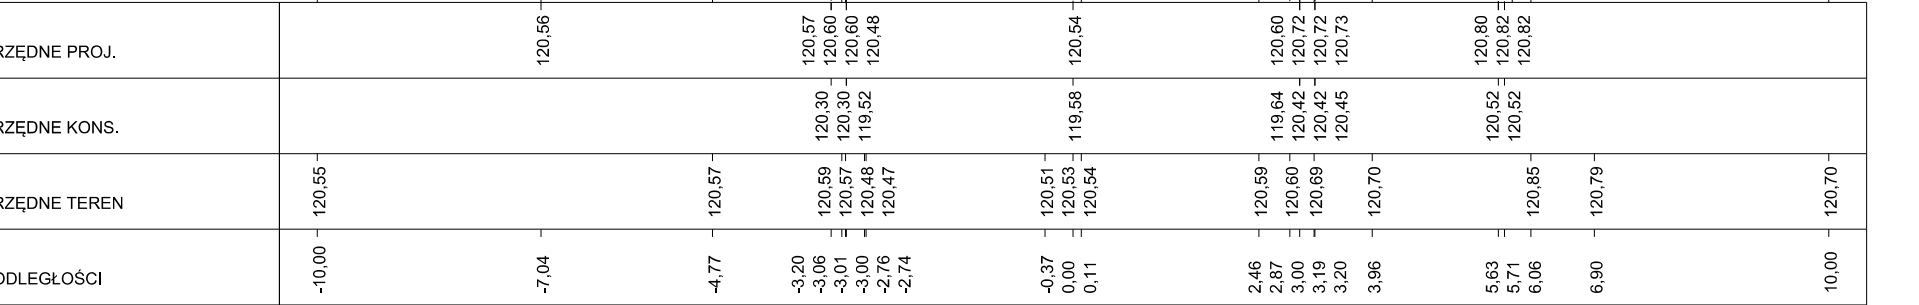 RZĘDNE PROJ. 120,56 120,57 120,60 120,60 120,48 120,54 120,60 120,72 120,72 120,73 120,80 120,82 120,82
RZĘDNE KONS. 120,30 120,30 119,52 119,58 119,64 120,42 120,42 120,45 120,52 120,52
RZĘDNE TEREN 120,55 120,57 120,59 120,57 120,48 120,47 120,51 120,53 120,54 120,59 120,60 120,69 120,70 120,85 120,79 120,70
ODLEGŁOŚCI -10,00 -7,04 -4,77 -3,20 -3,06 -3,01 -3,00 -2,76 -2,74 -0,37 0,00 0,11 2,46 2,87 3,00 3,19 3,20 3,96 5,63 5,71 6,06 6,90 10,00